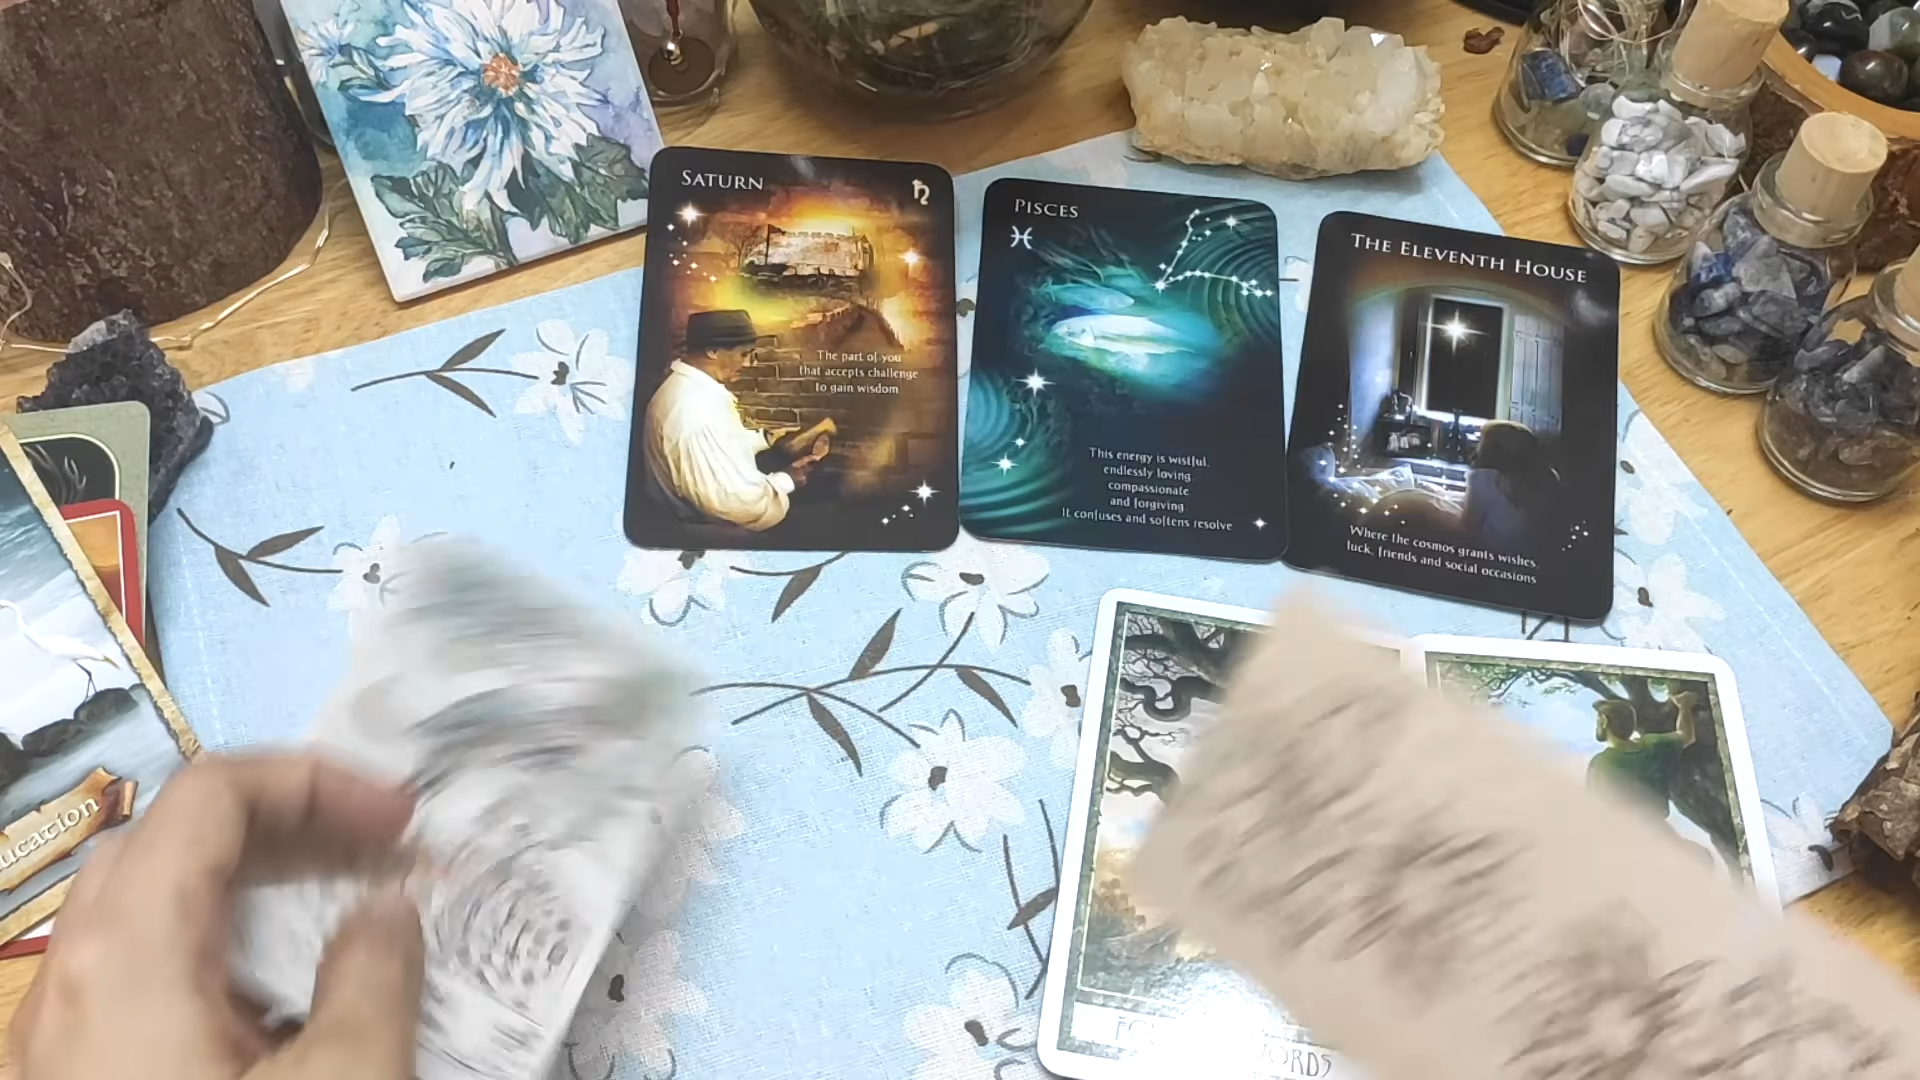 SATURN
The part of you
that accepts challenge
to gain wisdom
PISCES
This energy is wistful,
endlessly loving,
compassionate
and forgiving.
It confuses and softens resolve
THE ELEVENTH HOUSE
Where the cosmos grants wishes,
luck, friends and social occasions
ucation